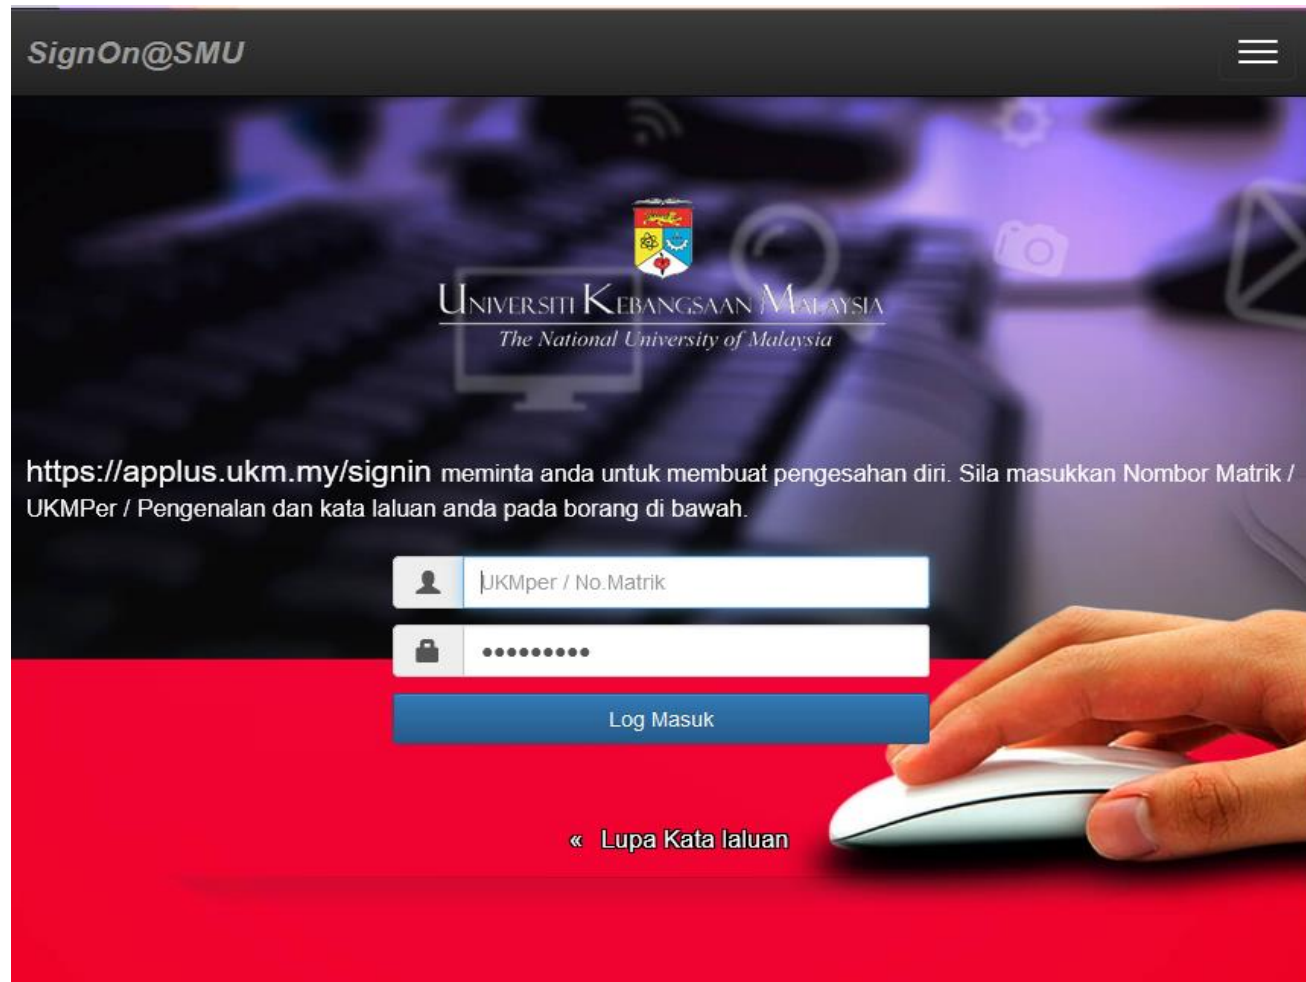 SignOn@SMU
UNIVERSITI KEBANGSAAN MALAYSIA
The National University of Malaysia
https://applus.ukm.my/signin meminta anda untuk membuat pengesahan diri. Sila masukkan Nombor Matrik /
UKMPer / Pengenalan dan kata laluan anda pada borang di bawah.
UKMper / No.Matrik
•••••••••
Log Masuk
« Lupa Kata laluan